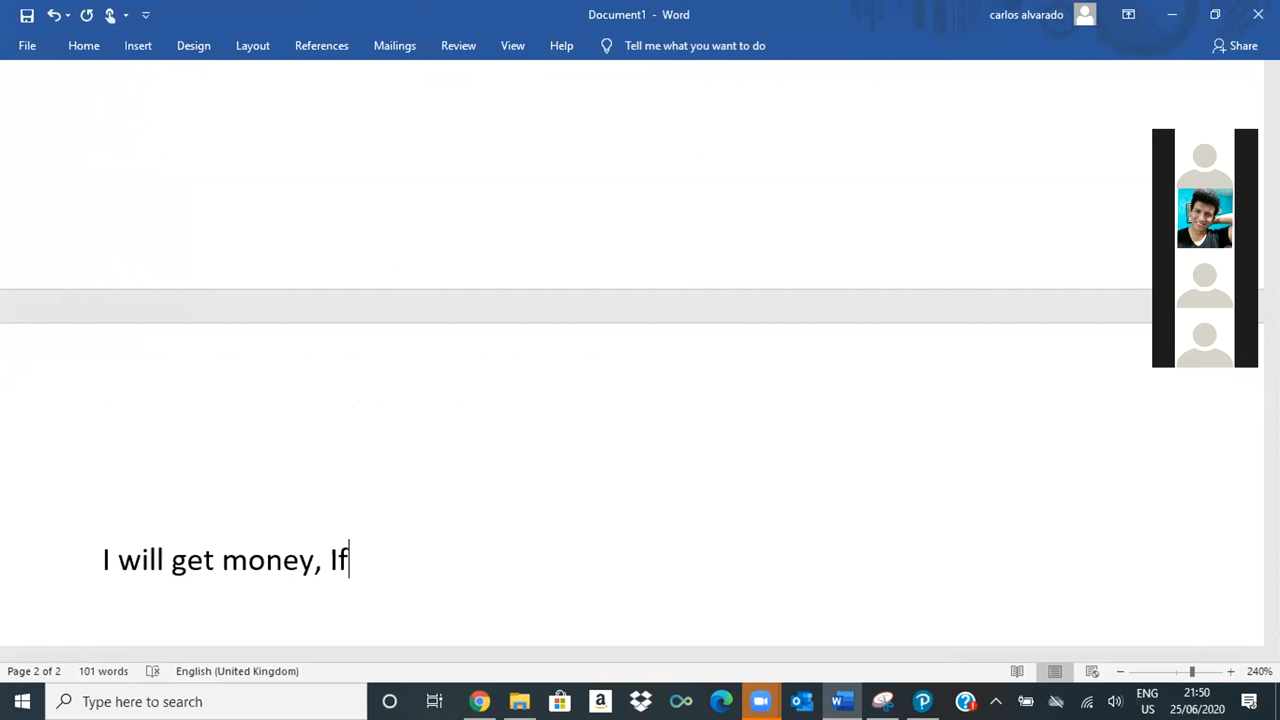 Document1 - Word
carlos alvarado
File Home Insert Design Layout References Mailings Review View Help Tell me what you want to do Share
I will get money, If
Page 2 of 2 101 words English (United Kingdom) 240%
Type here to search
ENG 21:50
US 25/06/2020